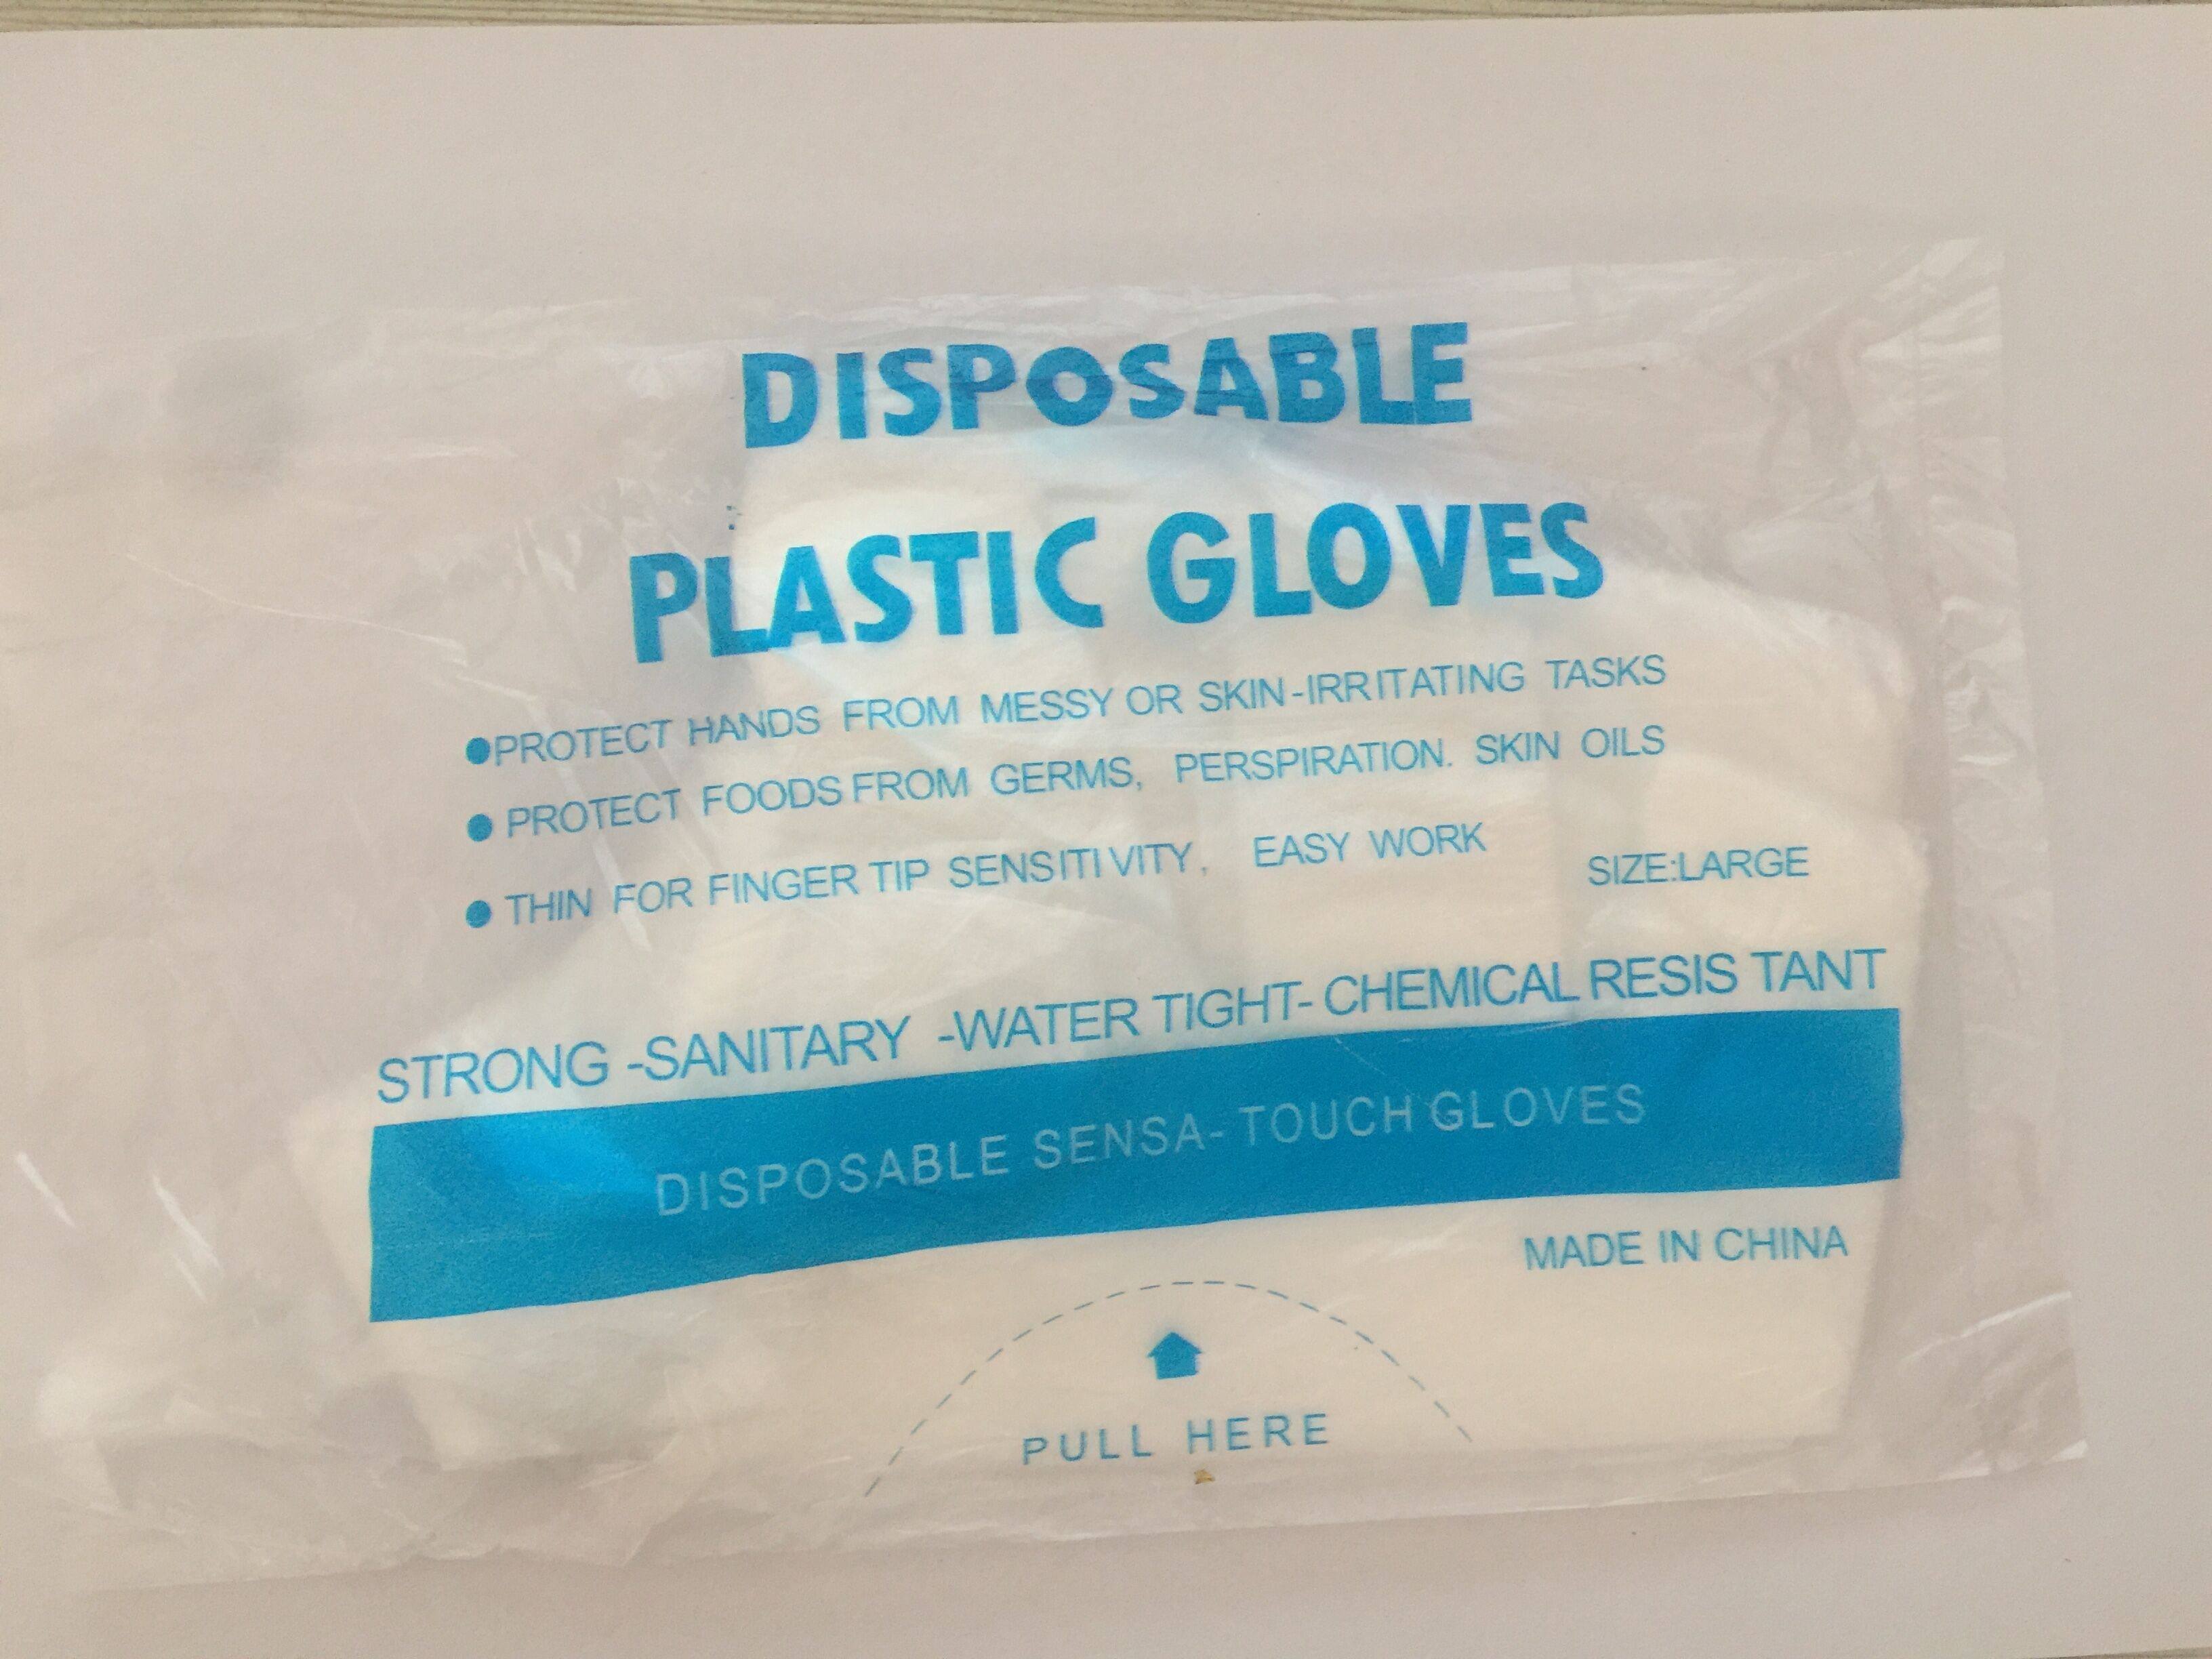 DISPOSABLE
PLASTIC GLOVES
●PROTECT HANDS FROM MESSY OR SKIN-IRRITATING TASKS
● PROTECT FOODS FROM GERMS, PERSPIRATION. SKIN OILS
● THIN FOR FINGER TIP SENSITIVITY, EASY WORK
SIZE:LARGE
STRONG -SANITARY -WATER TIGHT- CHEMICAL RESIS TANT
DISPOSABLE SENSA- TOUCH GLOVES
MADE IN CHINA
PULL HERE